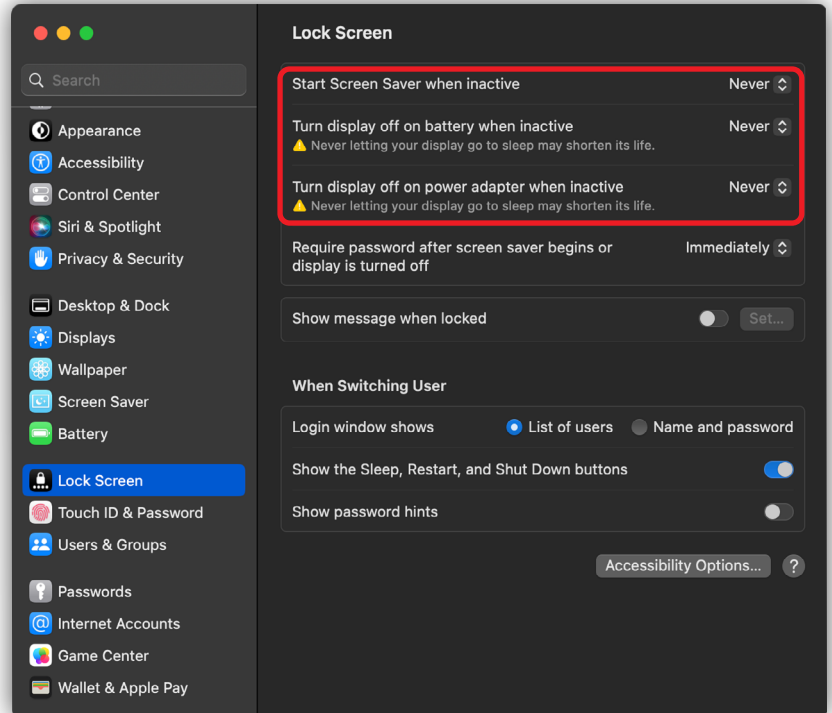 Lock Screen
Search
Start Screen Saver when inactive
Never
Appearance
Turn display off on battery when inactive
Never
Never letting your display go to sleep may shorten its life.
Accessibility
Control Center
Turn display off on power adapter when inactive
Never
Never letting your display go to sleep may shorten its life.
Siri & Spotlight
Privacy & Security
Require password after screen saver begins or
display is turned off
Immediately
Desktop & Dock
Show message when locked
Set...
Displays
Wallpaper
When Switching User
Screen Saver
Login window shows
List of users
Name and password
Battery
Show the Sleep, Restart, and Shut Down buttons
Lock Screen
Touch ID & Password
Show password hints
Users & Groups
Accessibility Options...
?
Passwords
Internet Accounts
Game Center
Wallet & Apple Pay